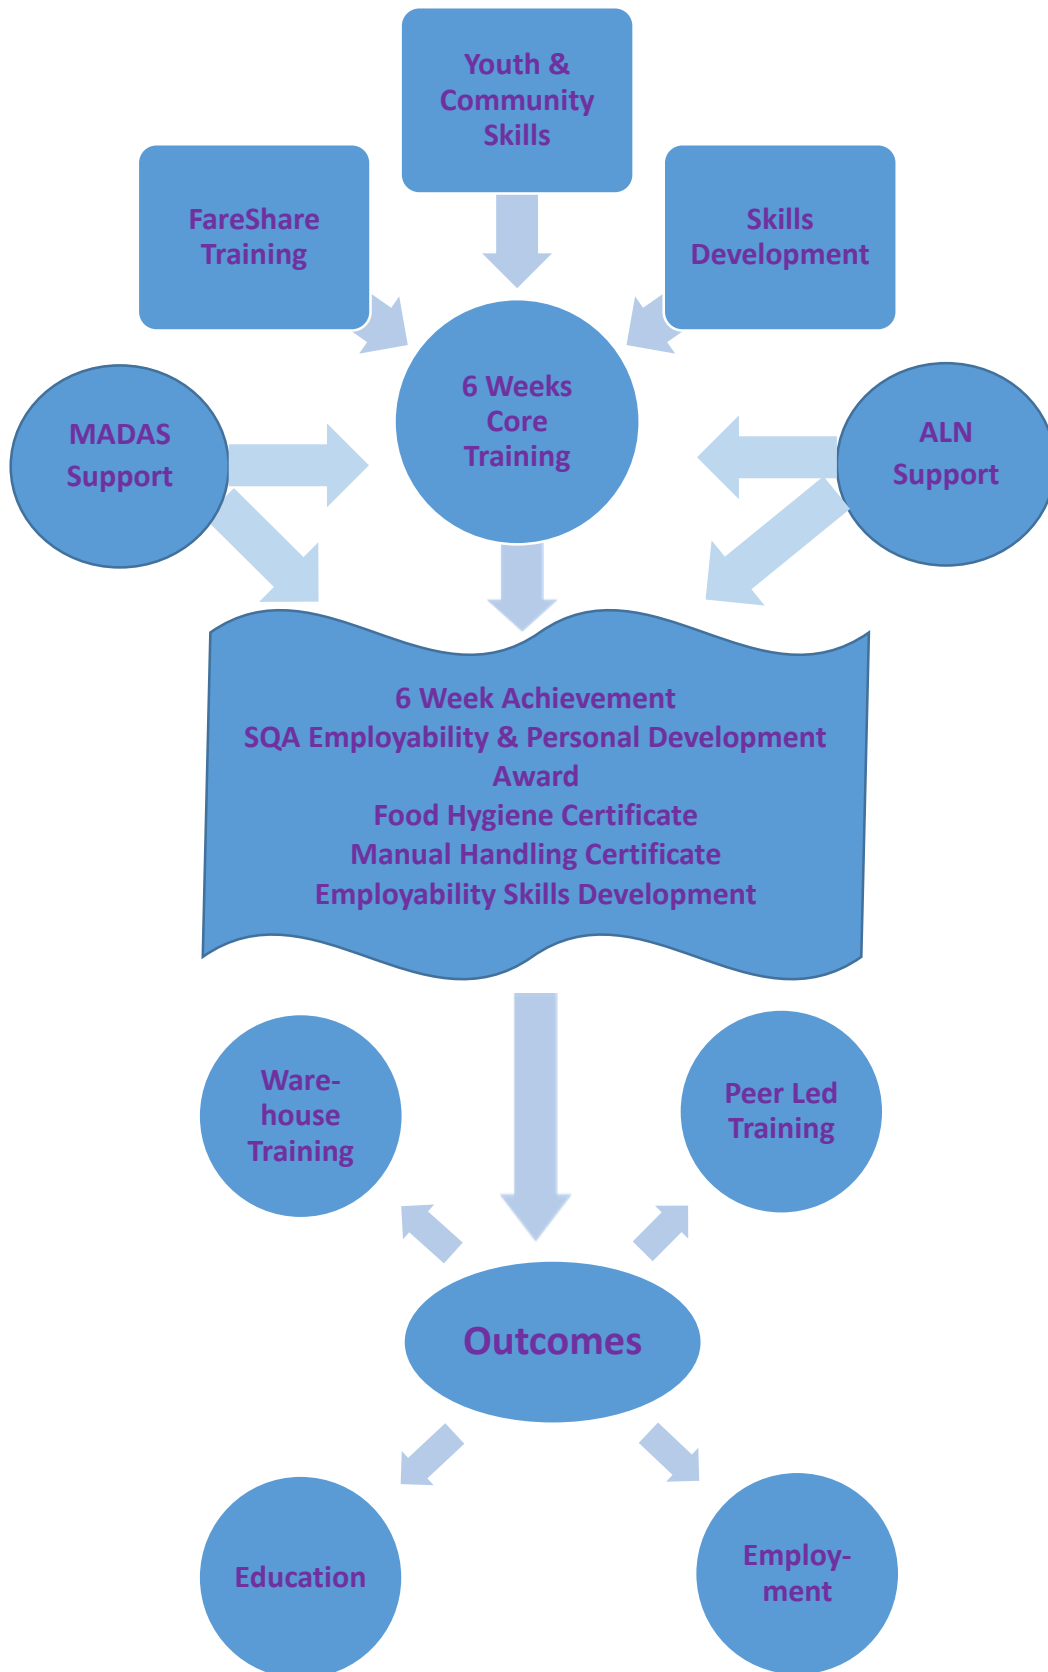 Youth &
Community
Skills
FareShare
Training
Skills
Development
6 Weeks
Core
Training
MADAS
Support
ALN
Support
6 Week Achievement
SQA Employability & Personal Development
Award
Food Hygiene Certificate
Manual Handling Certificate
Employability Skills Development
Ware-
house
Training
Peer Led
Training
Outcomes
Education
Employ-
ment